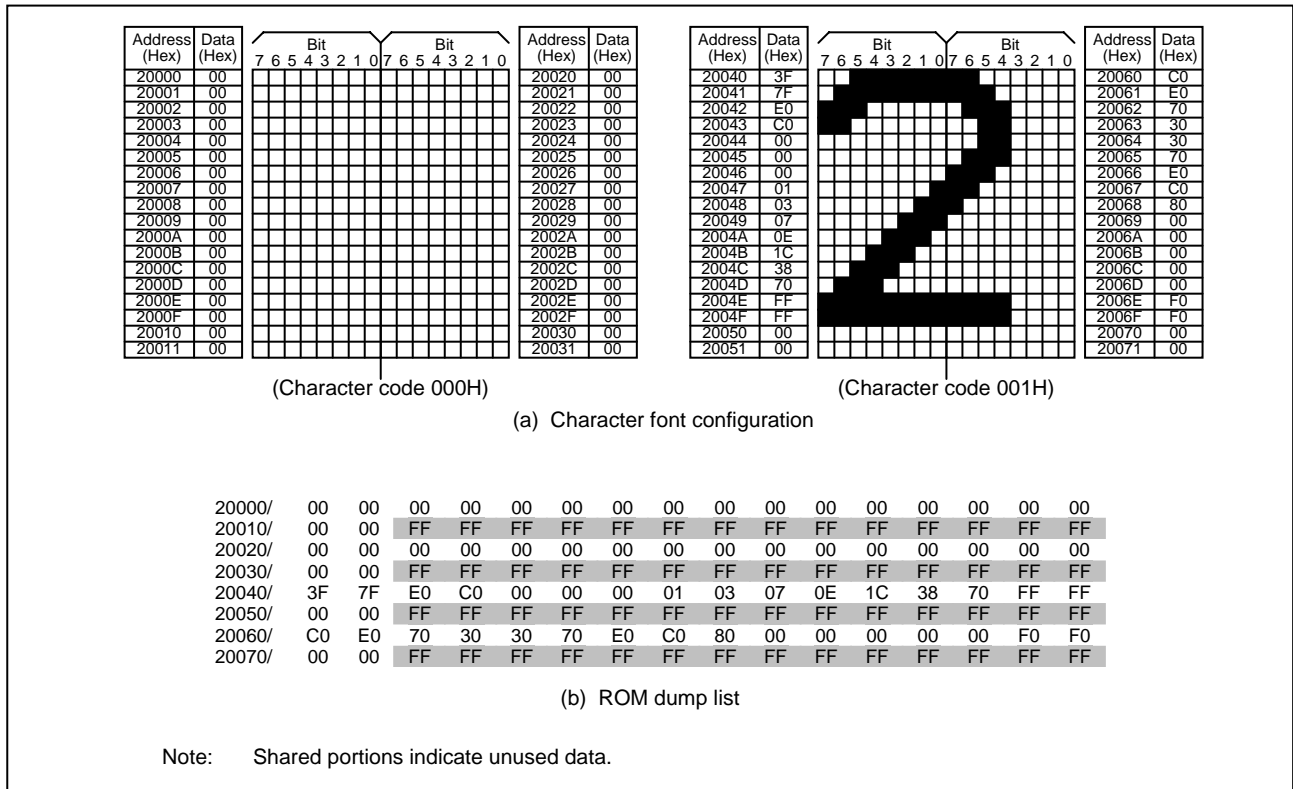 Address Data Bit Bit Address Data Address Data Bit Bit Address Data
(Hex) (Hex) 7 6 5 4 3 2 1 0 7 6 5 4 3 2 1 0 (Hex) (Hex) (Hex) (Hex) 7 6 5 4 3 2 1 0 7 6 5 4 3 2 1 0 (Hex) (Hex)
20000 00 20020 00 20040 3F 20060 C0
20001 00 20021 00 20041 7F 20061 E0
20002 00 20022 00 20042 E0 20062 70
20003 00 20023 00 20043 C0 20063 30
20004 00 20024 00 20044 00 20064 30
20005 00 20025 00 20045 00 20065 70
20006 00 20026 00 20046 00 20066 E0
20007 00 20027 00 20047 01 20067 C0
20008 00 20028 00 20048 03 20068 80
20009 00 20029 00 20049 07 20069 00
2000A 00 2002A 00 2004A 0E 2006A 00
2000B 00 2002B 00 2004B 1C 2006B 00
2000C 00 2002C 00 2004C 38 2006C 00
2000D 00 2002D 00 2004D 70 2006D 00
2000E 00 2002E 00 2004E FF 2006E F0
2000F 00 2002F 00 2004F FF 2006F F0
20010 00 20030 00 20050 00 20070 00
20011 00 20031 00 20051 00 20071 00
(Character code 000H) (Character code 001H)
(a) Character font configuration
20000/ 00 00 00 00 00 00 00 00 00 00 00 00 00 00 00 00
20010/ 00 00 FF FF FF FF FF FF FF FF FF FF FF FF FF FF
20020/ 00 00 00 00 00 00 00 00 00 00 00 00 00 00 00 00
20030/ 00 00 FF FF FF FF FF FF FF FF FF FF FF FF FF FF
20040/ 3F 7F E0 C0 00 00 00 01 03 07 0E 1C 38 70 FF FF
20050/ 00 00 FF FF FF FF FF FF FF FF FF FF FF FF FF FF
20060/ C0 E0 70 30 30 70 E0 C0 80 00 00 00 00 00 F0 F0
20070/ 00 00 FF FF FF FF FF FF FF FF FF FF FF FF FF FF
(b) ROM dump list
Note: Shared portions indicate unused data.